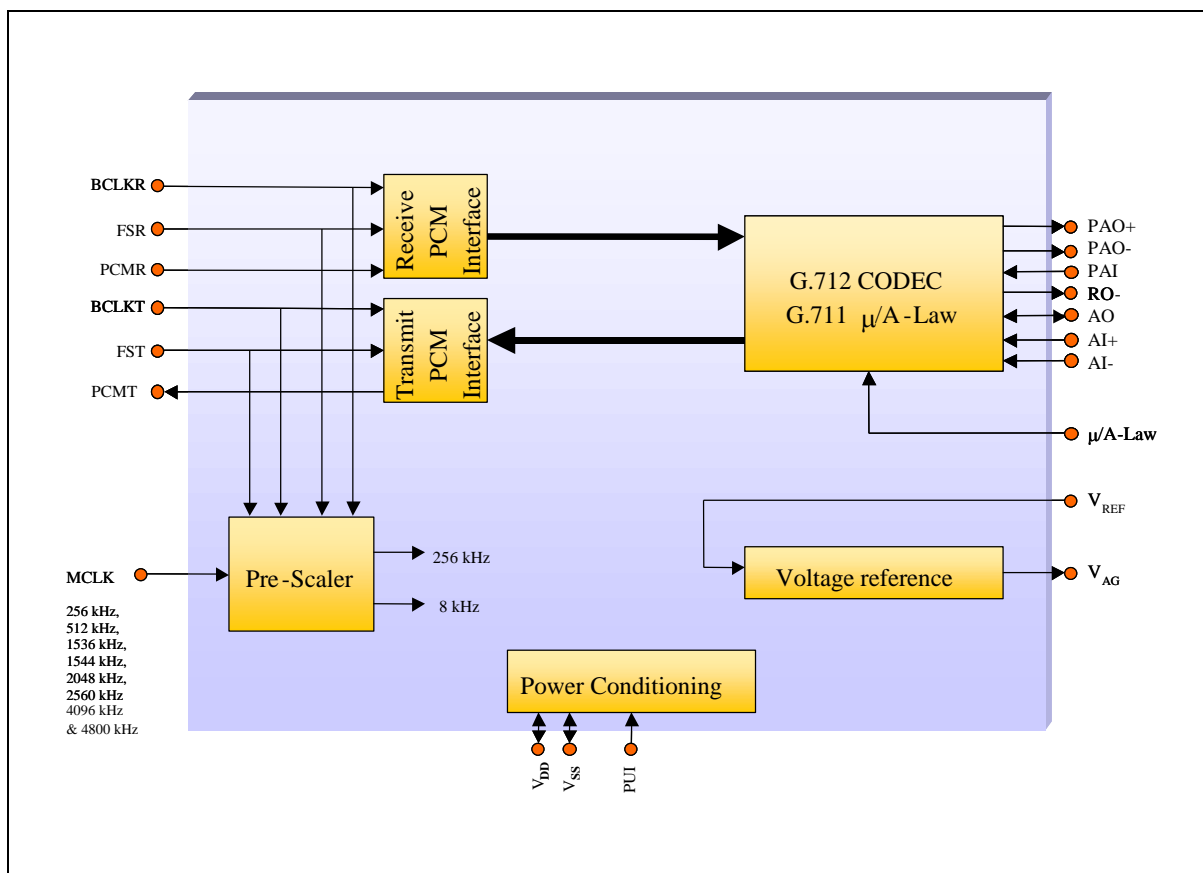 BCLKR
FSR
PCMR
BCLKT
FST
PCMT
Receive
PCM
Interface
Transmit
PCM
Interface
G.712 CODEC
G.711 μ/A-Law
PAO+
PAO-
PAI
RO-
AO
AI+
AI-
μ/A-Law
VREF
Voltage reference
VAG
MCLK
256 kHz,
512 kHz,
1536 kHz,
1544 kHz,
2048 kHz,
2560 kHz
4096 kHz
& 4800 kHz
Pre-Scaler
256 kHz
8 kHz
Power Conditioning
VDD
VSS
PUI